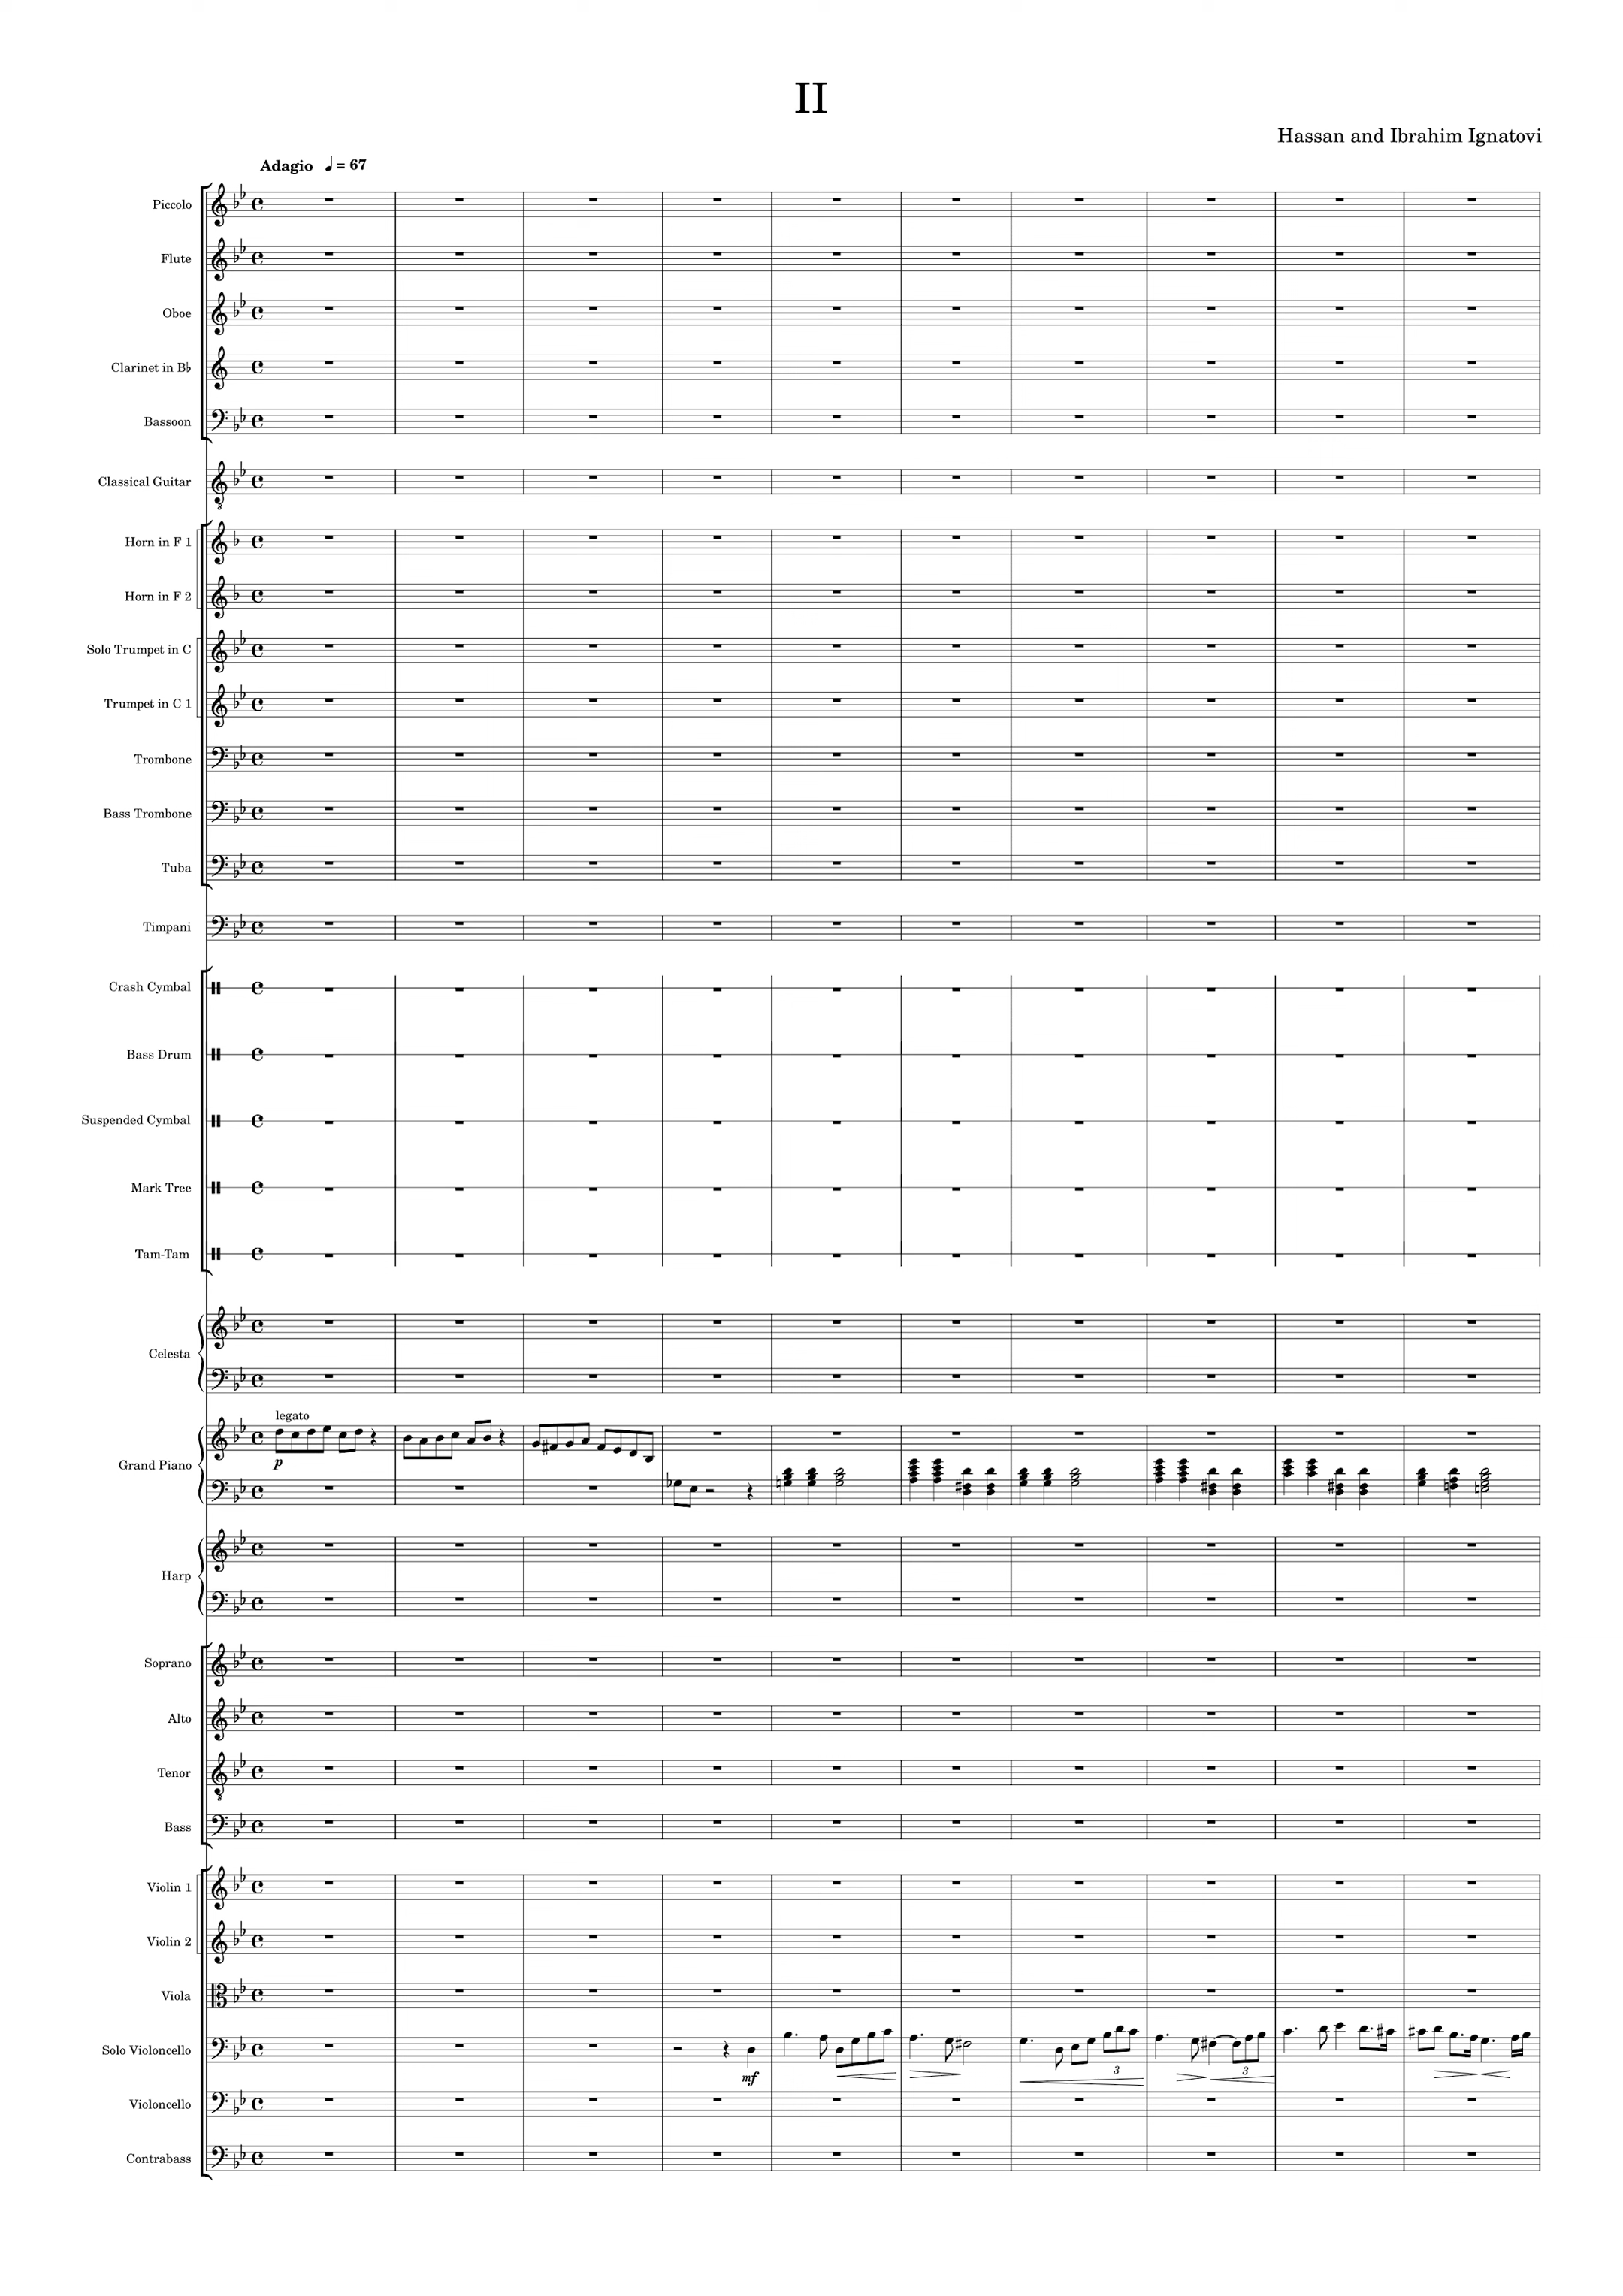 II
Hassan and Ibrahim Ignatovi
Adagio ♩ = 67
Piccolo
Flute
Oboe
Clarinet in B♭
Bassoon
Classical Guitar
Horn in F 1
Horn in F 2
Solo Trumpet in C
Trumpet in C 1
Trombone
Bass Trombone
Tuba
Timpani
Crash Cymbal
Bass Drum
Suspended Cymbal
Mark Tree
Tam-Tam
Celesta
legato
p
Grand Piano
Harp
Soprano
Alto
Tenor
Bass
Violin 1
Violin 2
Viola
Solo Violoncello
mf
3
3
Violoncello
Contrabass